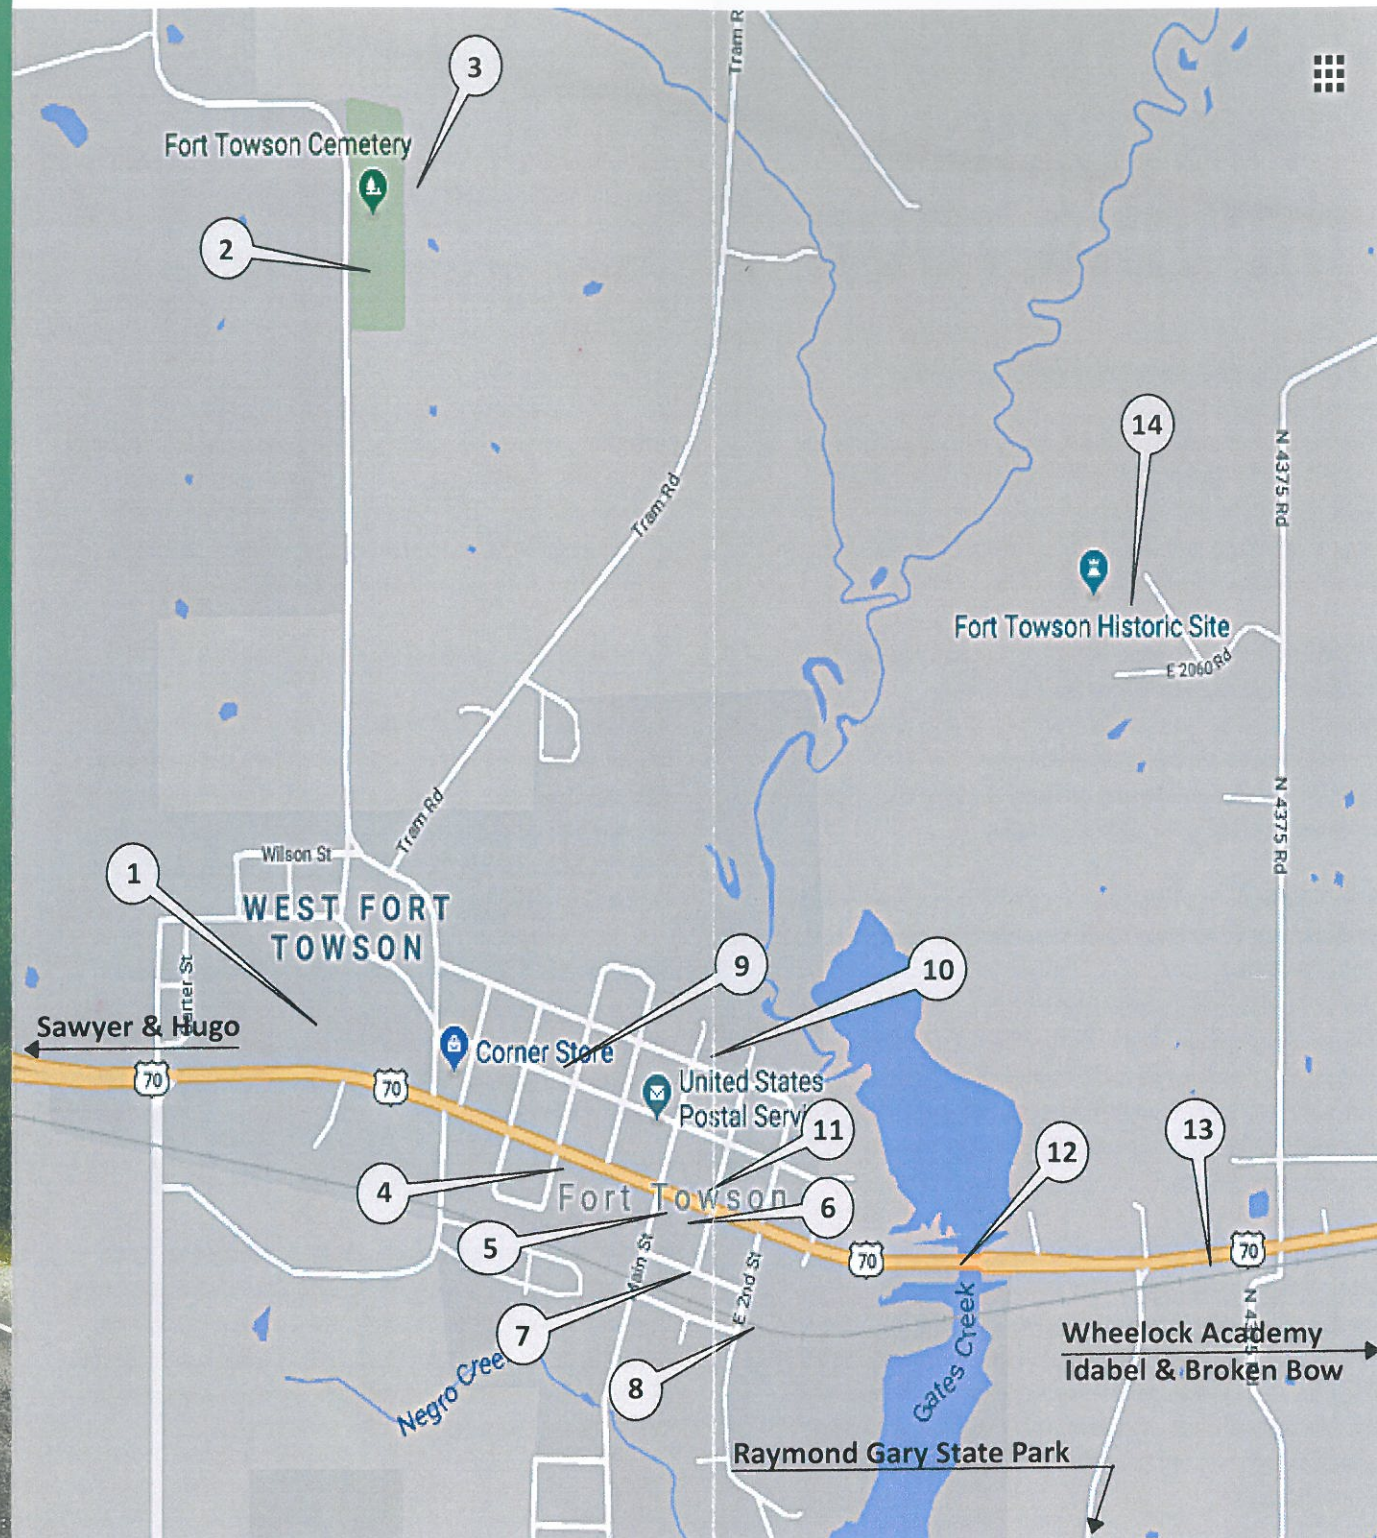 Tram R
3
Fort Towson Cemetery
2
14
N 4375 Rd
Tram Rd
Fort Towson Historic Site
E 2060 Rd
N 4375 Rd
Tram Rd
Wilson St
1
WEST FORT
TOWSON
9
10
Sawyer & Hugo
Corner Store
70
70
United States
Postal Servi
11
13
12
4
Fort Towson
6
5
Main St
70
70
E 2nd St
7
Gates Creek
Wheelock Academy
Idabel & Broken Bow
8
Negro Cree
Raymond Gary State Park